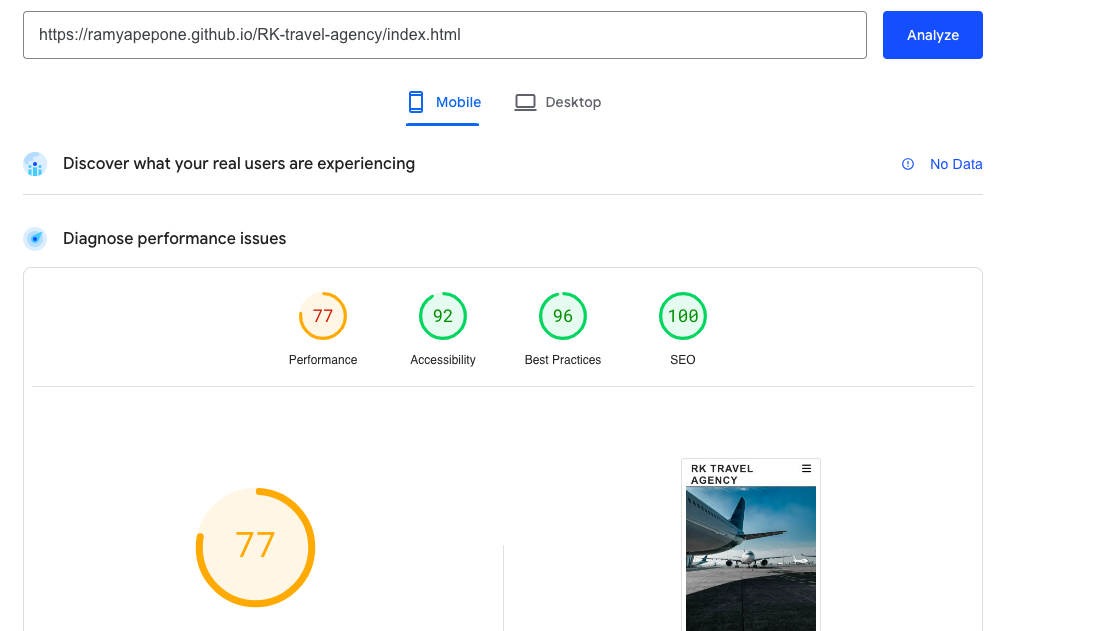 https://ramyapepone.github.io/RK-travel-agency/index.html
Analyze
Mobile
Desktop
Discover what your real users are experiencing
No Data
Diagnose performance issues
77
92
96
100
Performance
Accessibility
Best Practices
SEO
RK TRAVEL
AGENCY
77